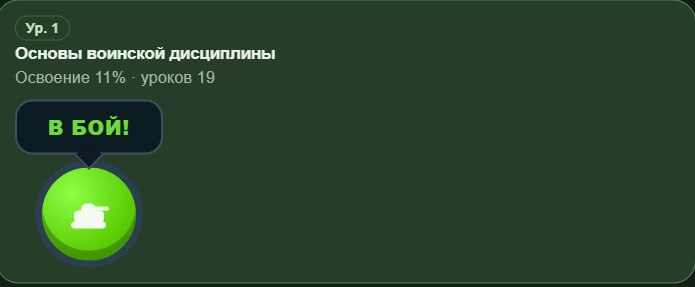 Ур. 1
Основы воинской дисциплины
Освоение 11% · уроков 19
В БОЙ!